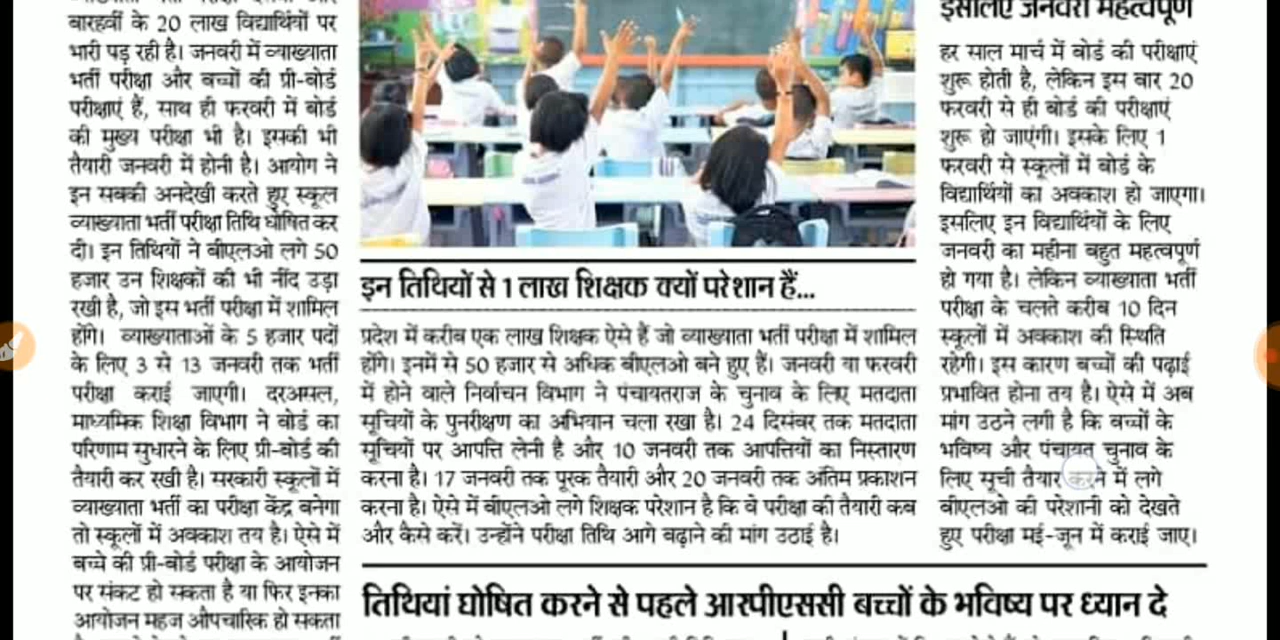 बारहवीं के 20 लाख विद्यार्थियों पर
भारी पड़ रही है। जनवरी में व्याख्याता
भर्ती परीक्षा और बच्चों की प्री-बोर्ड
परीक्षाएं हैं, साथ ही फरवरी में बोर्ड
की मुख्य परीक्षा भी है। इसकी भी
तैयारी जनवरी में होनी है। आयोग ने
इन सबकी अनदेखी करते हुए स्कूल
व्याख्याता भर्ती परीक्षा तिथि घोषित कर
दी। इन तिथियों ने बीएलओ लगे 50
हजार उन शिक्षकों की भी नींद उड़ा
रखी है, जो इस भर्ती परीक्षा में शामिल
होंगे। व्याख्याताओं के 5 हजार पदों
के लिए 3 से 13 जनवरी तक भर्ती
परीक्षा कराई जाएगी। दरअसल,
माध्यमिक शिक्षा विभाग ने बोर्ड का
परिणाम सुधारने के लिए प्री-बोर्ड की
तैयारी कर रखी है। सरकारी स्कूलों में
व्याख्याता भर्ती का परीक्षा केंद्र बनेगा
तो स्कूलों में अवकाश तय है। ऐसे में
बच्चे की प्री-बोर्ड परीक्षा के आयोजन
पर संकट हो सकता है या फिर इनका
आयोजन महज औपचारिक हो सकता
इन तिथियों से 1 लाख शिक्षक क्यों परेशान हैं...
प्रदेश में करीब एक लाख शिक्षक ऐसे हैं जो व्याख्याता भर्ती परीक्षा में शामिल
होंगे। इनमें से 50 हजार से अधिक बीएलओ बने हुए हैं। जनवरी या फरवरी
में होने वाले निर्वाचन विभाग ने पंचायतराज के चुनाव के लिए मतदाता
सूचियों के पुनरीक्षण का अभियान चला रखा है। 24 दिसंबर तक मतदाता
सूचियों पर आपत्ति लेनी है और 10 जनवरी तक आपत्तियों का निस्तारण
करना है। 17 जनवरी तक पूरक तैयारी और 20 जनवरी तक अंतिम प्रकाशन
करना है। ऐसे में बीएलओ लगे शिक्षक परेशान है कि वे परीक्षा की तैयारी कब
और कैसे करें। उन्होंने परीक्षा तिथि आगे बढ़ाने की मांग उठाई है।
इसलिए जनवरी महत्वपूर्ण
हर साल मार्च में बोर्ड की परीक्षाएं
शुरू होती है, लेकिन इस बार 20
फरवरी से ही बोर्ड की परीक्षाएं
शुरू हो जाएंगी। इसके लिए 1
फरवरी से स्कूलों में बोर्ड के
विद्यार्थियों का अवकाश हो जाएगा।
इसलिए इन विद्यार्थियों के लिए
जनवरी का महीना बहुत महत्वपूर्ण
हो गया है। लेकिन व्याख्याता भर्ती
परीक्षा के चलते करीब 10 दिन
स्कूलों में अवकाश की स्थिति
रहेगी। इस कारण बच्चों की पढ़ाई
प्रभावित होना तय है। ऐसे में अब
मांग उठने लगी है कि बच्चों के
भविष्य और पंचायत चुनाव के
लिए सूची तैयार करने में लगे
बीएलओ की परेशानी को देखते
हुए परीक्षा मई-जून में कराई जाए।
तिथियां घोषित करने से पहले आरपीएससी बच्चों के भविष्य पर ध्यान दे